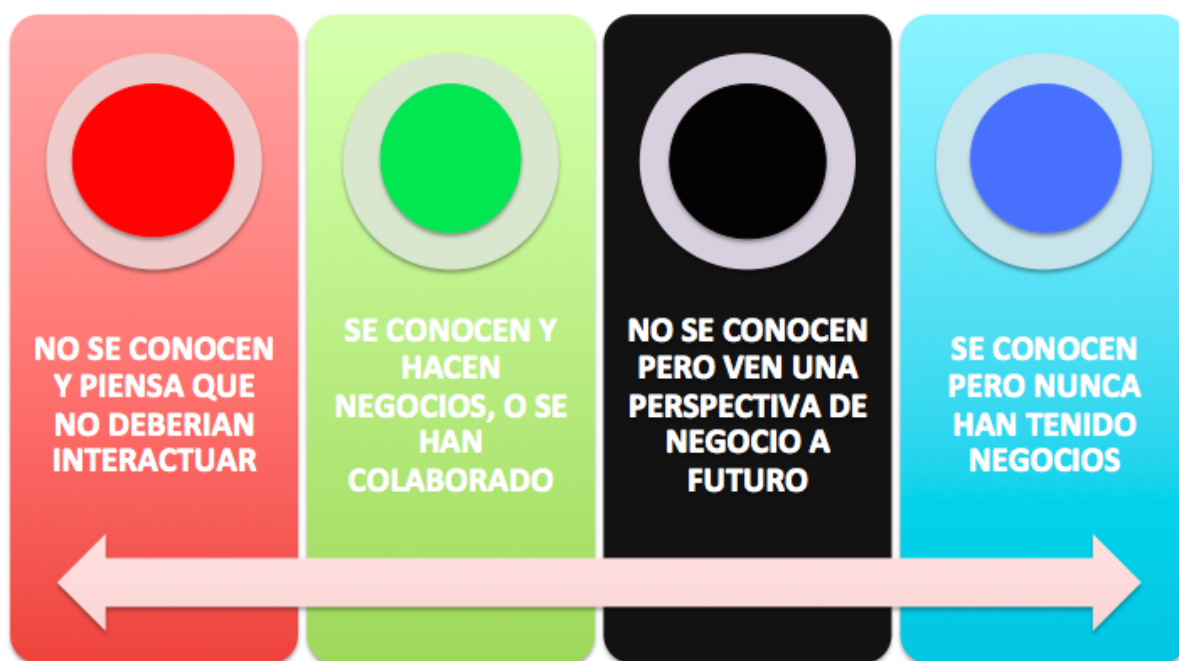 NO SE CONOCEN
Y PIENSA QUE
NO DEBERIAN
INTERACTUAR
SE CONOCEN Y
HACEN
NEGOCIOS, O SE
HAN
COLABORADO
NO SE CONOCEN
PERO VEN UNA
PERSPECTIVA DE
NEGOCIO A
FUTURO
SE CONOCEN
PERO NUNCA
HAN TENIDO
NEGOCIOS